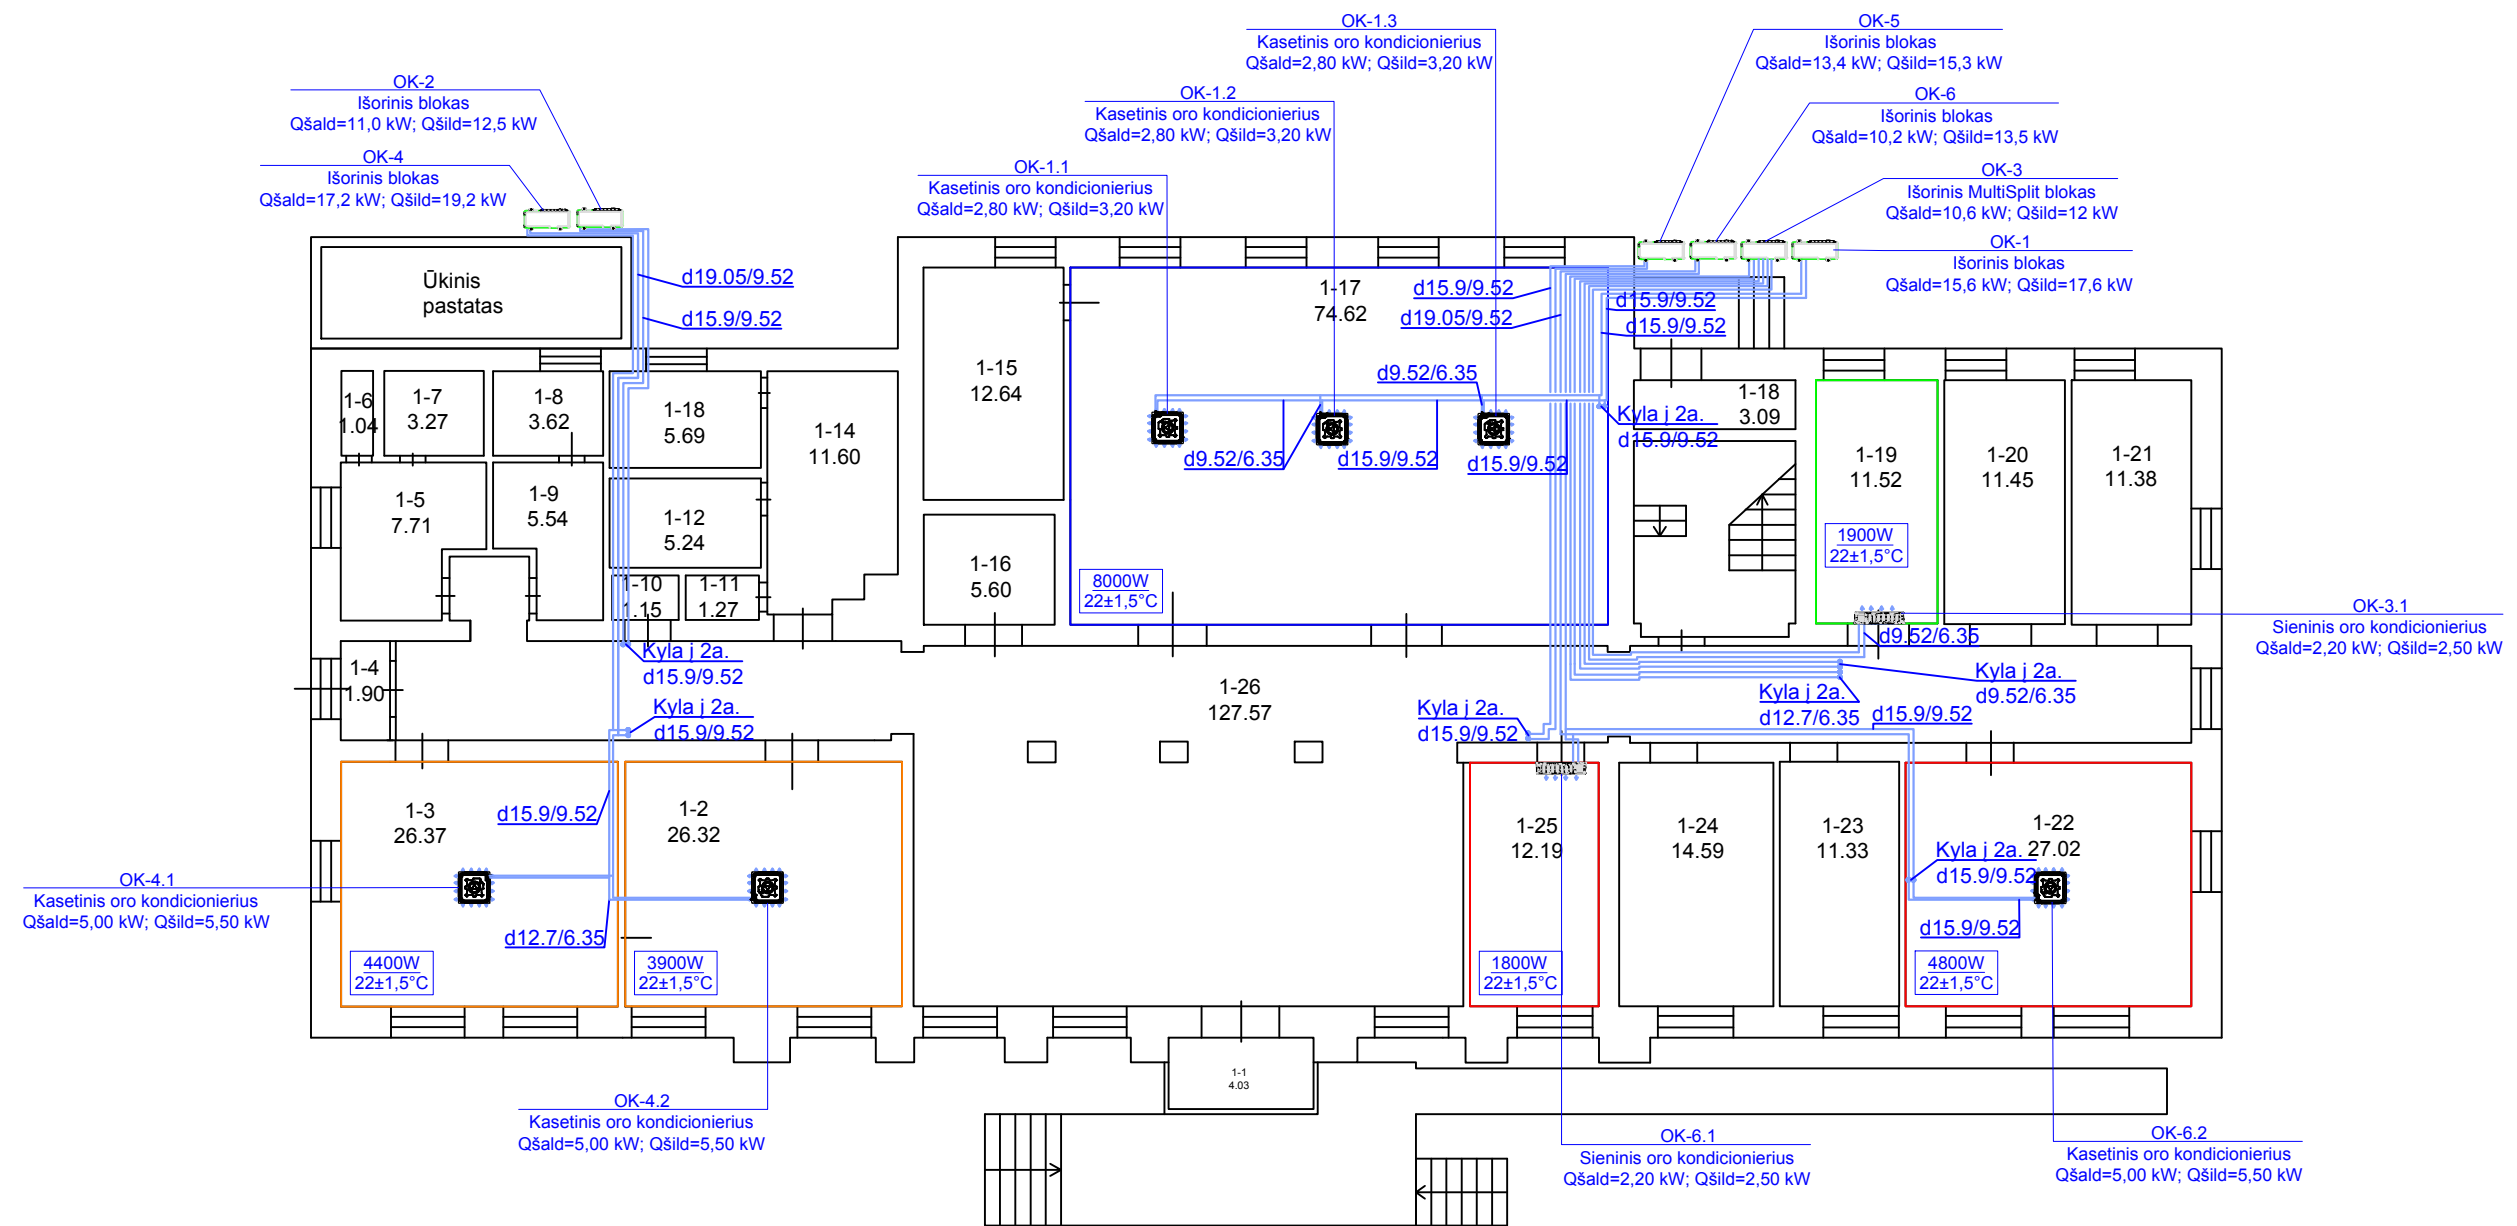 OK-1.3
Kasetinis oro kondicionierius
Qšald=2,80 kW; Qšild=3,20 kW
OK-5
Išorinis blokas
Qšald=13,4 kW; Qšild=15,3 kW
OK-2
Išorinis blokas
Qšald=11,0 kW; Qšild=12,5 kW
OK-1.2
Kasetinis oro kondicionierius
Qšald=2,80 kW; Qšild=3,20 kW
OK-6
Išorinis blokas
Qšald=10,2 kW; Qšild=13,5 kW
OK-4
Išorinis blokas
Qšald=17,2 kW; Qšild=19,2 kW
OK-1.1
Kasetinis oro kondicionierius
Qšald=2,80 kW; Qšild=3,20 kW
OK-3
Išorinis MultiSplit blokas
Qšald=10,6 kW; Qšild=12 kW
OK-1
Išorinis blokas
Qšald=15,6 kW; Qšild=17,6 kW
Ūkinis
pastatas
d19.05/9.52
d15.9/9.52
1-17
74.62
d15.9/9.52
d19.05/9.52
d15.9/9.52
d15.9/9.52
1-15
12.64
d9.52/6.35
1-6
1.04
1-7
3.27
1-8
3.62
1-18
5.69
1-14
11.60
1-18
3.09
Kyla į 2a.
d15.9/9.52
d9.52/6.35
d15.9/9.52
d15.9/9.52
1-19
11.52
1-20
11.45
1-21
11.38
1-5
7.71
1-9
5.54
1-12
5.24
1900W
22±1,5°C
1-10
1.15
1-11
1.27
1-16
5.60
8000W
22±1,5°C
OK-3.1
Sieninis oro kondicionierius
Qšald=2,20 kW; Qšild=2,50 kW
d9.52/6.35
1-4
1.90
Kyla į 2a.
d15.9/9.52
Kyla į 2a.
d15.9/9.52
1-26
127.57
Kyla į 2a.
d15.9/9.52
Kyla į 2a.
d12.7/6.35
Kyla į 2a.
d9.52/6.35
d15.9/9.52
1-3
26.37
d15.9/9.52
1-2
26.32
1-25
12.19
1-24
14.59
1-23
11.33
1-22
27.02
Kyla į 2a.
d15.9/9.52
OK-4.1
Kasetinis oro kondicionierius
Qšald=5,00 kW; Qšild=5,50 kW
d12.7/6.35
d15.9/9.52
4400W
22±1,5°C
3900W
22±1,5°C
1800W
22±1,5°C
4800W
22±1,5°C
1-1
4.03
OK-4.2
Kasetinis oro kondicionierius
Qšald=5,00 kW; Qšild=5,50 kW
OK-6.1
Sieninis oro kondicionierius
Qšald=2,20 kW; Qšild=2,50 kW
OK-6.2
Kasetinis oro kondicionierius
Qšald=5,00 kW; Qšild=5,50 kW